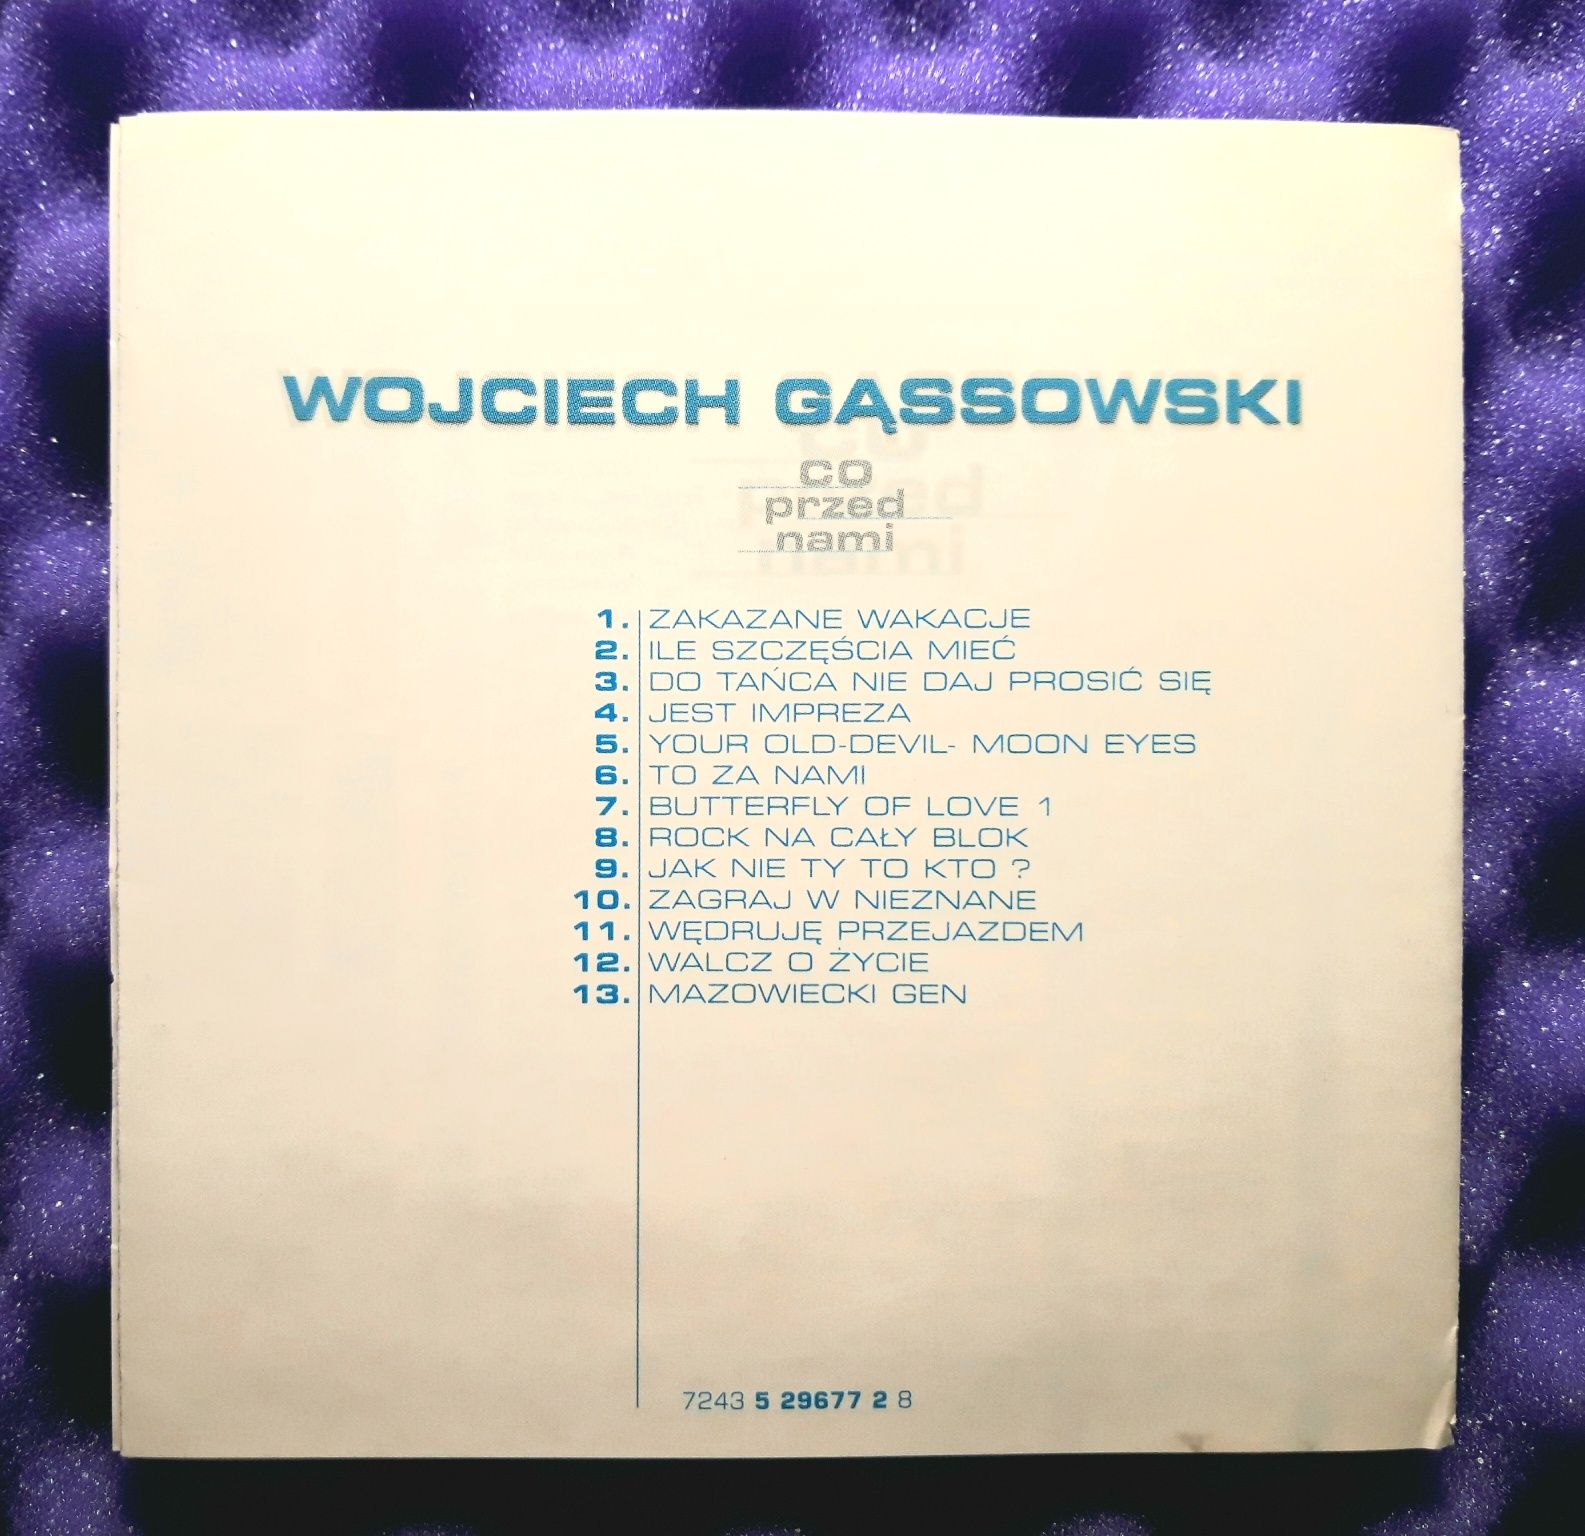 WOJCIECH GĄSSOWSKI
co
przed
nami
1. ZAKAZANE WAKACJE
2. ILE SZCZĘŚCIA MIEĆ
3. DO TAŃCA NIE DAJ PROSIĆ SIĘ
4. JEST IMPREZA
5. YOUR OLD-DEVIL- MOON EYES
6. TO ZA NAMI
7. BUTTERFLY OF LOVE 1
8. ROCK NA CAŁY BLOK
9. JAK NIE TY TO KTO ?
10. ZAGRAJ W NIEZNANE
11. WĘDRUJĘ PRZEJAZDEM
12. WALCZ O ŻYCIE
13. MAZOWIECKI GEN
7243 5 29677 2 8